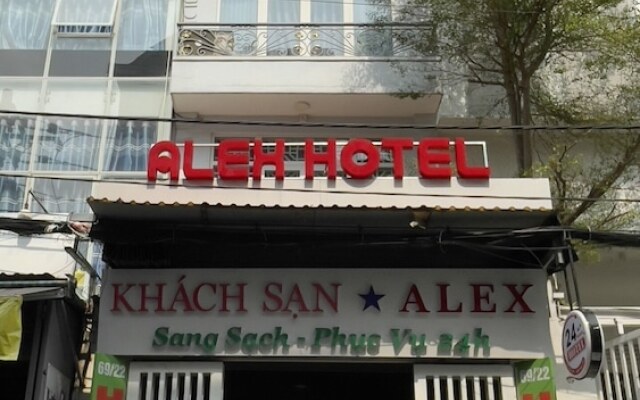 ALEX HOTEL
KHÁCH SẠN ★ ALEX
Sang Sạch - Phục Vụ 24h
24
69/22
69/22
H
H